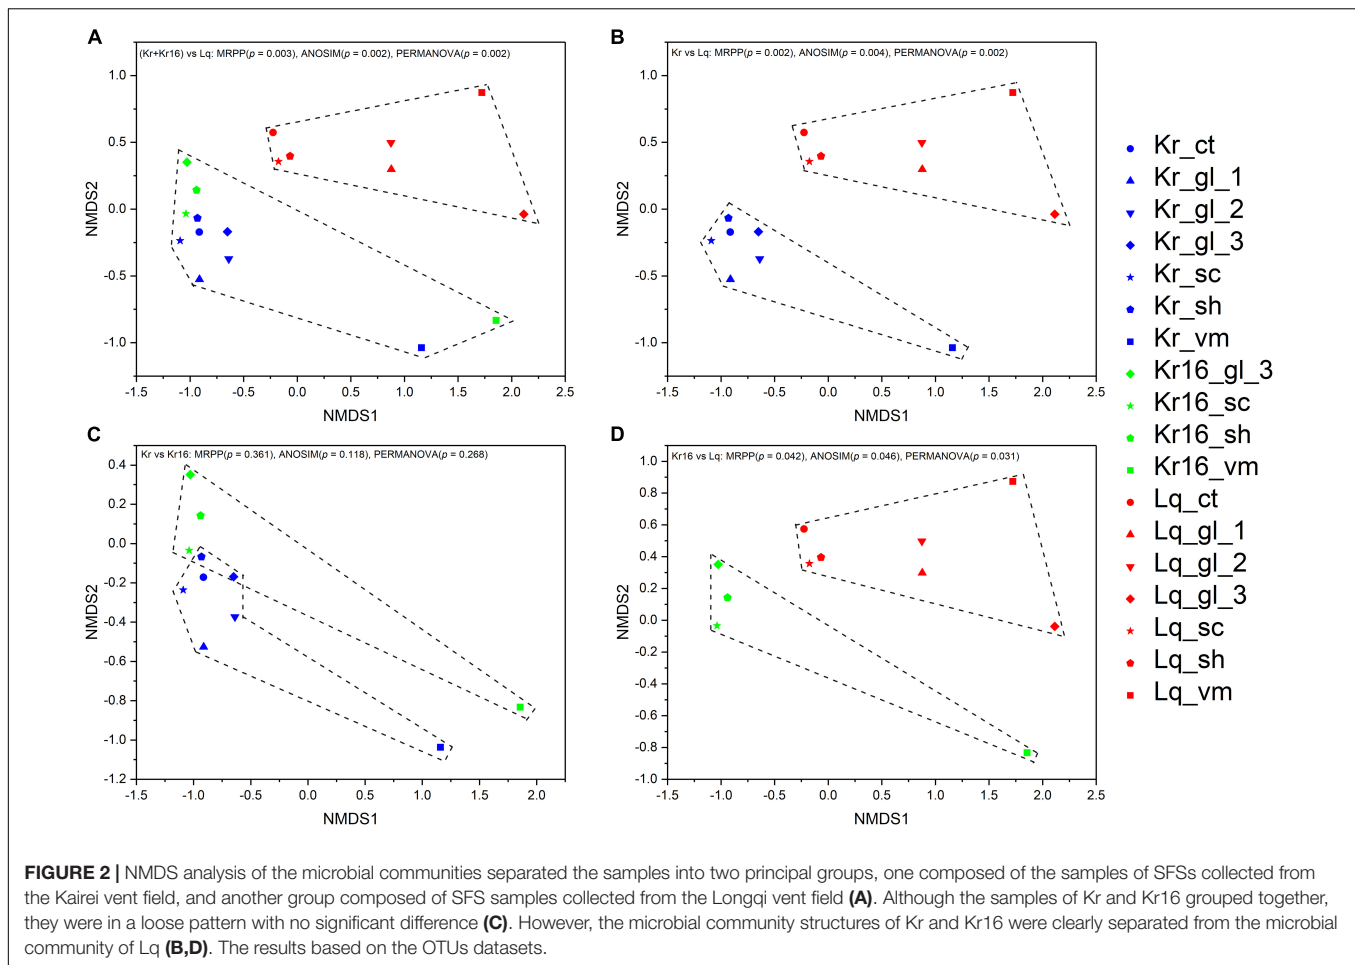 A
(Kr+Kr16) vs Lq: MRPP(p = 0.003), ANOSIM(p = 0.002), PERMANOVA(p = 0.002)
1.0
0.5
0.0
-0.5
-1.0
NMDS2
-1.5
-1.0
-0.5
0.0
0.5
1.0
1.5
2.0
2.5
NMDS1
B
Kr vs Lq: MRPP(p = 0.002), ANOSIM(p = 0.004), PERMANOVA(p = 0.002)
1.0
0.5
0.0
-0.5
-1.0
NMDS2
-1.5
-1.0
-0.5
0.0
0.5
1.0
1.5
2.0
2.5
NMDS1
C
Kr vs Kr16: MRPP(p = 0.361), ANOSIM(p = 0.118), PERMANOVA(p = 0.268)
0.4
0.2
0.0
-0.2
-0.4
-0.6
-0.8
-1.0
-1.2
NMDS2
-1.5
-1.0
-0.5
0.0
0.5
1.0
1.5
2.0
NMDS1
D
Kr16 vs Lq: MRPP(p = 0.042), ANOSIM(p = 0.046), PERMANOVA(p = 0.031)
1.0
0.8
0.6
0.4
0.2
0.0
-0.2
-0.4
-0.6
-0.8
-1.0
NMDS2
-1.5
-1.0
-0.5
0.0
0.5
1.0
1.5
2.0
2.5
NMDS1
Kr_ct
Kr_gl_1
Kr_gl_2
Kr_gl_3
Kr_sc
Kr_sh
Kr_vm
Kr16_gl_3
Kr16_sc
Kr16_sh
Kr16_vm
Lq_ct
Lq_gl_1
Lq_gl_2
Lq_gl_3
Lq_sc
Lq_sh
Lq_vm
FIGURE 2 | NMDS analysis of the microbial communities separated the samples into two principal groups, one composed of the samples of SFSs collected from
the Kairei vent field, and another group composed of SFS samples collected from the Longqi vent field (A). Although the samples of Kr and Kr16 grouped together,
they were in a loose pattern with no significant difference (C). However, the microbial community structures of Kr and Kr16 were clearly separated from the microbial
community of Lq (B,D). The results based on the OTUs datasets.